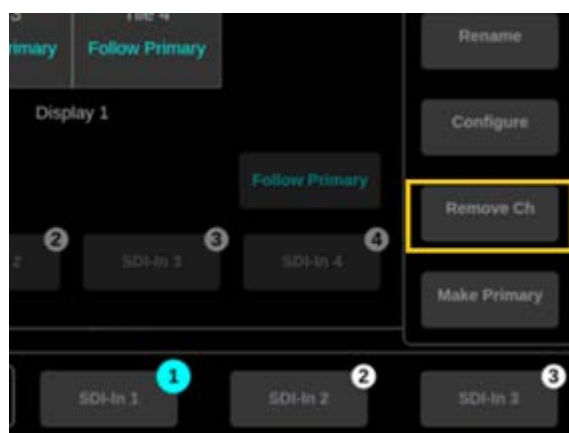 Tile 4
Rename
Follow Primary
Display 1
Configure
Follow Primary
Remove Ch
2
3
4
SDI-In 3
SDI-In 4
Make Primary
1
2
3
SDI-In 1
SDI-In 2
SDI-In 3